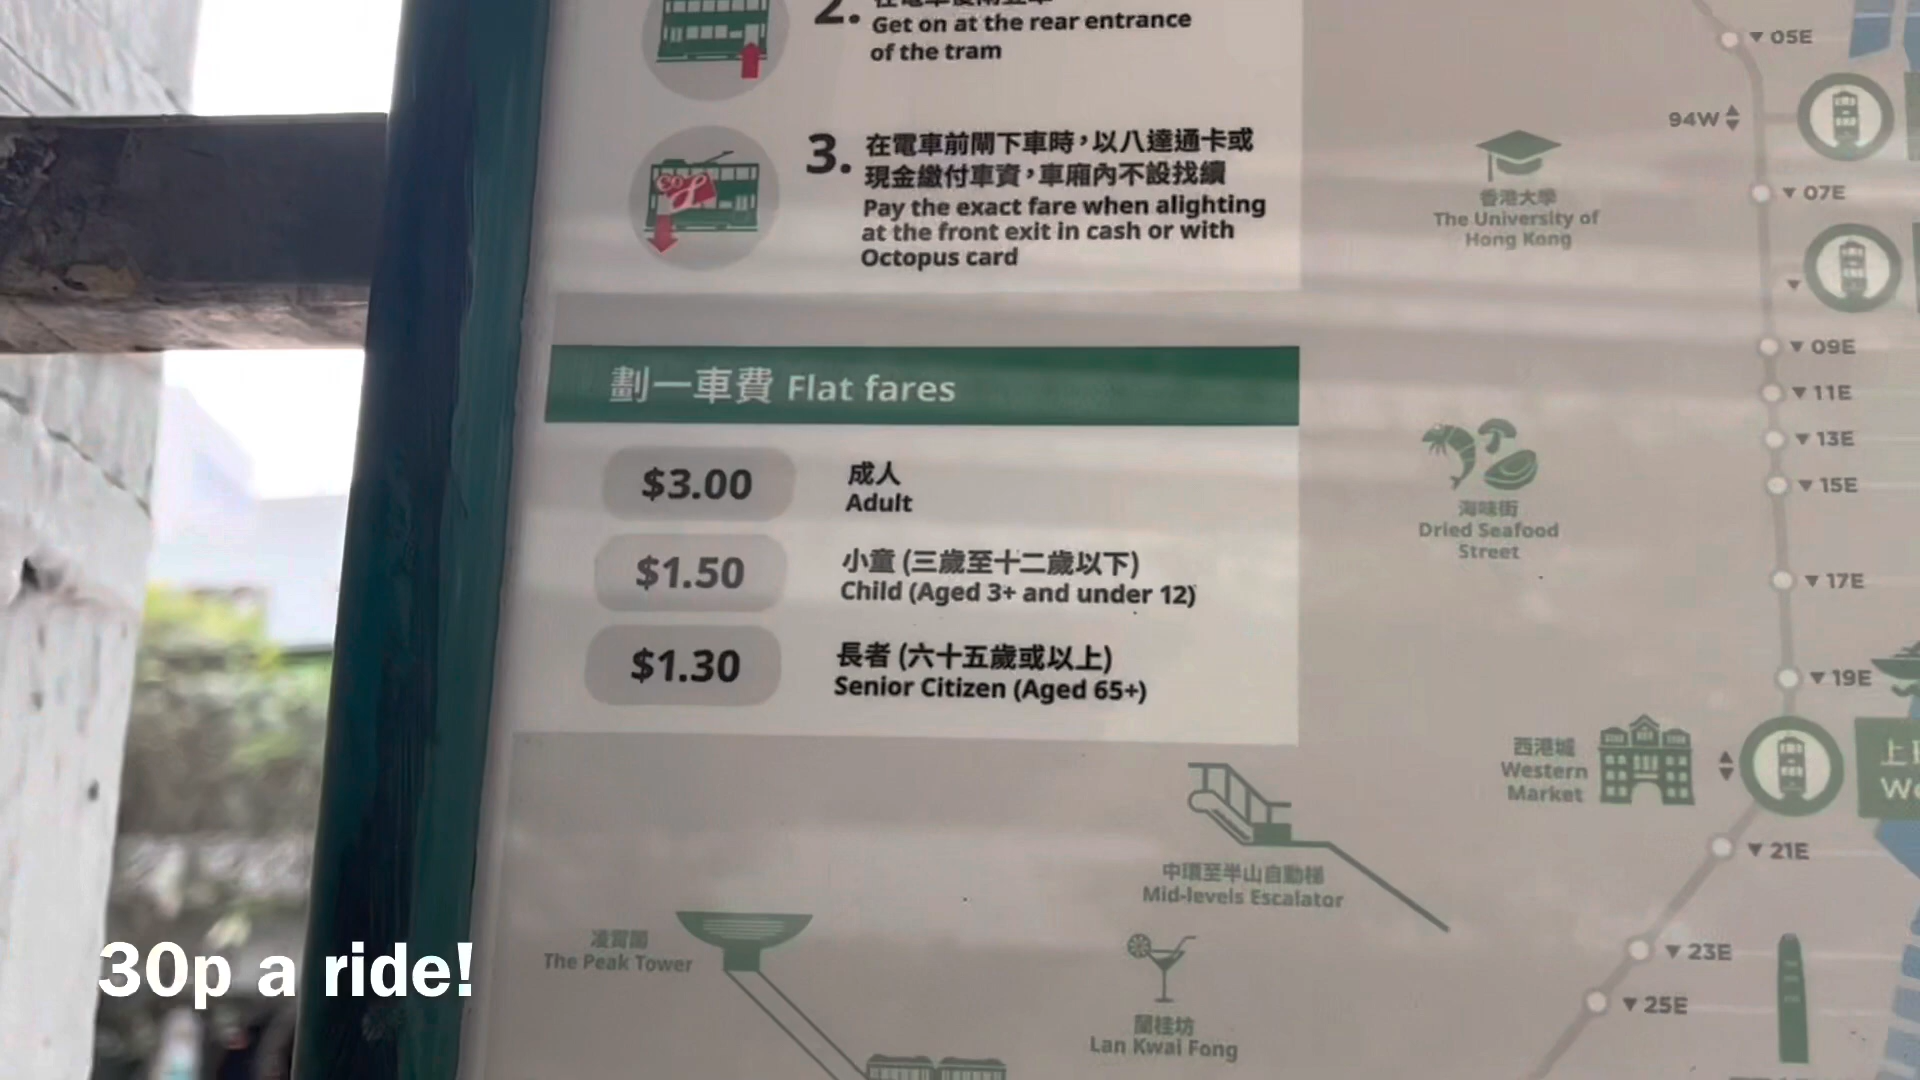 2.
Get on at the rear entrance
of the tram
3.
在電車前閘下車時，以八達通卡或
現金繳付車資，車廂內不設找續
Pay the exact fare when alighting
at the front exit in cash or with
Octopus card
劃一車費 Flat fares
$3.00
成人
Adult
$1.50
小童 (三歲至十二歲以下)
Child (Aged 3+ and under 12)
$1.30
長者 (六十五歲或以上)
Senior Citizen (Aged 65+)
05E
94W
香港大學
The University of
Hong Kong
07E
09E
11E
13E
15E
海味街
Dried Seafood
Street
17E
19E
西港城
Western
Market
21E
中環至半山自動梯
Mid-levels Escalator
凌霄閣
The Peak Tower
23E
25E
蘭桂坊
Lan Kwai Fong
30p a ride!